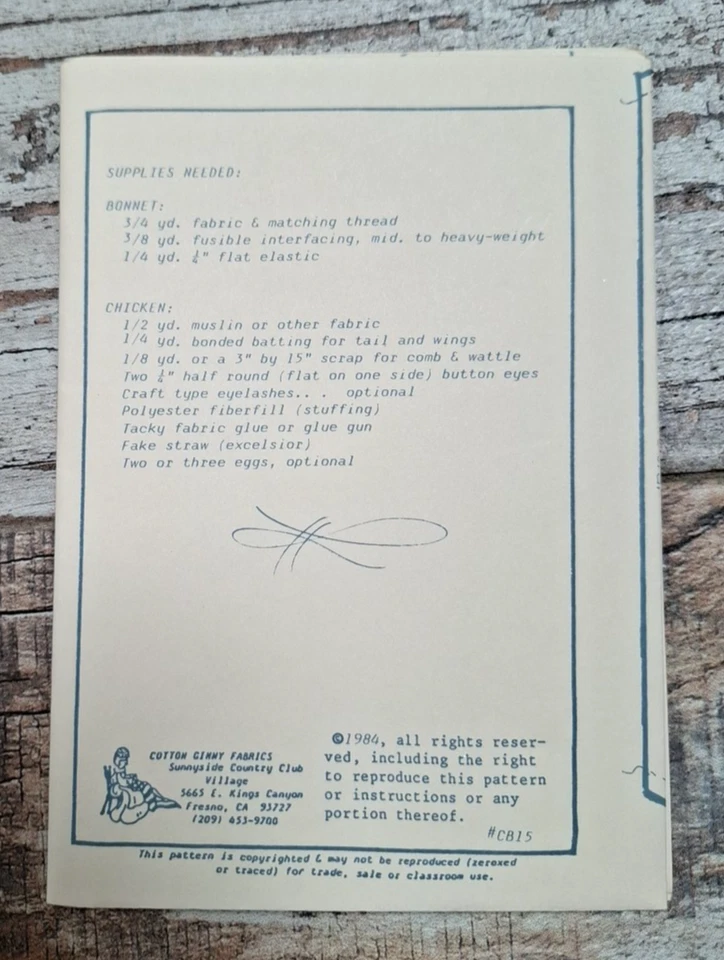 SUPPLIES NEEDED:
BONNET:
3/4 yd. fabric & matching thread
3/8 yd. fusible interfacing, mid. to heavy-weight
1/4 yd. ¼" flat elastic
CHICKEN:
1/2 yd. muslin or other fabric
1/4 yd. bonded batting for tail and wings
1/8 yd. or a 3" by 15" scrap for comb & wattle
Two ¼" half round (flat on one side) button eyes
Craft type eyelashes.. . optional
Polyester fiberfill (stuffing)
Tacky fabric glue or glue gun
Fake straw (excelsior)
Two or three eggs, optional
COTTON GINNY FABRICS
Sunnyside Country Club
Village
5665 E. Kings Canyon
Fresno, CA 93727
(209) 453-9700
©1984, all rights reser-
ved, including the right
to reproduce this pattern
or instructions or any
portion thereof.
#CB15
This pattern is copyrighted & may not be reproduced (zeroxed
or traced) for trade, sale or classroom use.